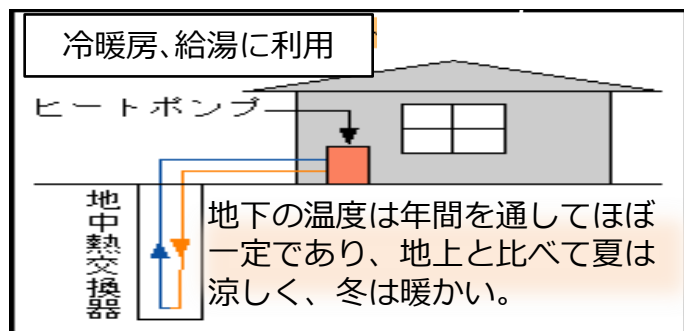 冷暖房、給湯に利用
ヒートポンプ
地中熱交換器
地下の温度は年間を通してほぼ
一定であり、地上と比べて夏は
涼しく、冬は暖かい。